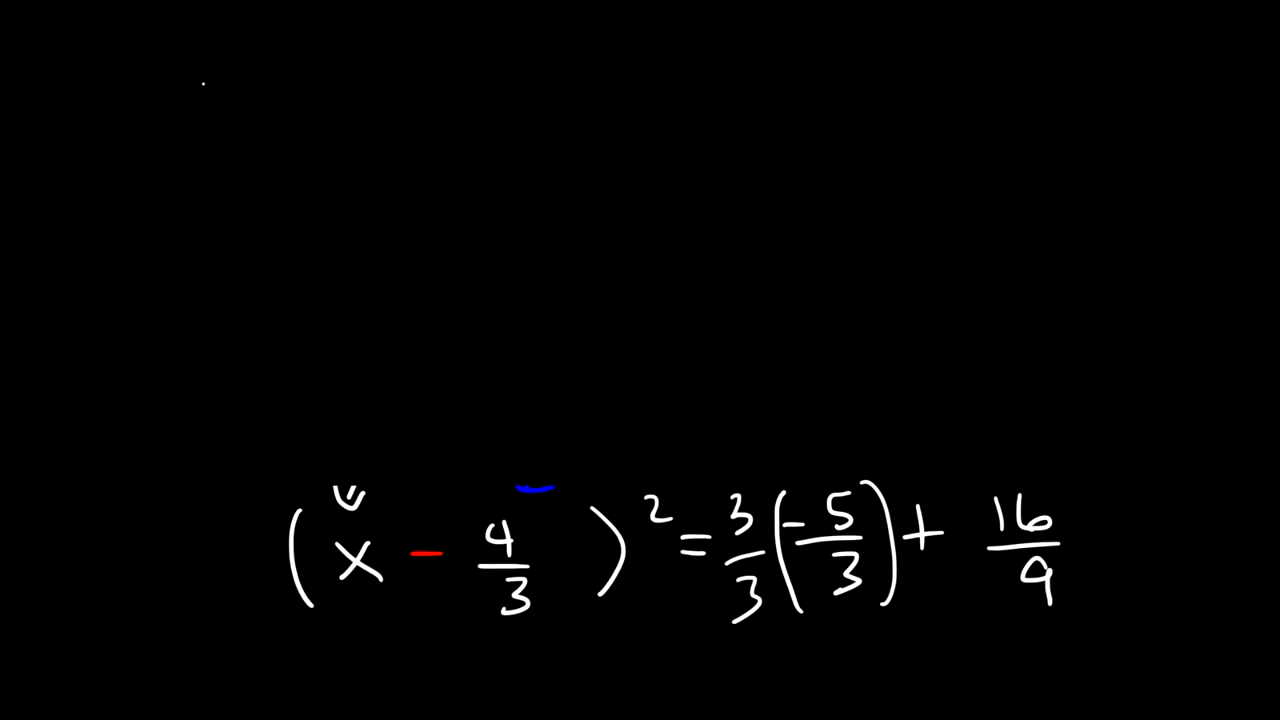 (x - 4/3)² = 3/3(-5/3) + 16/9